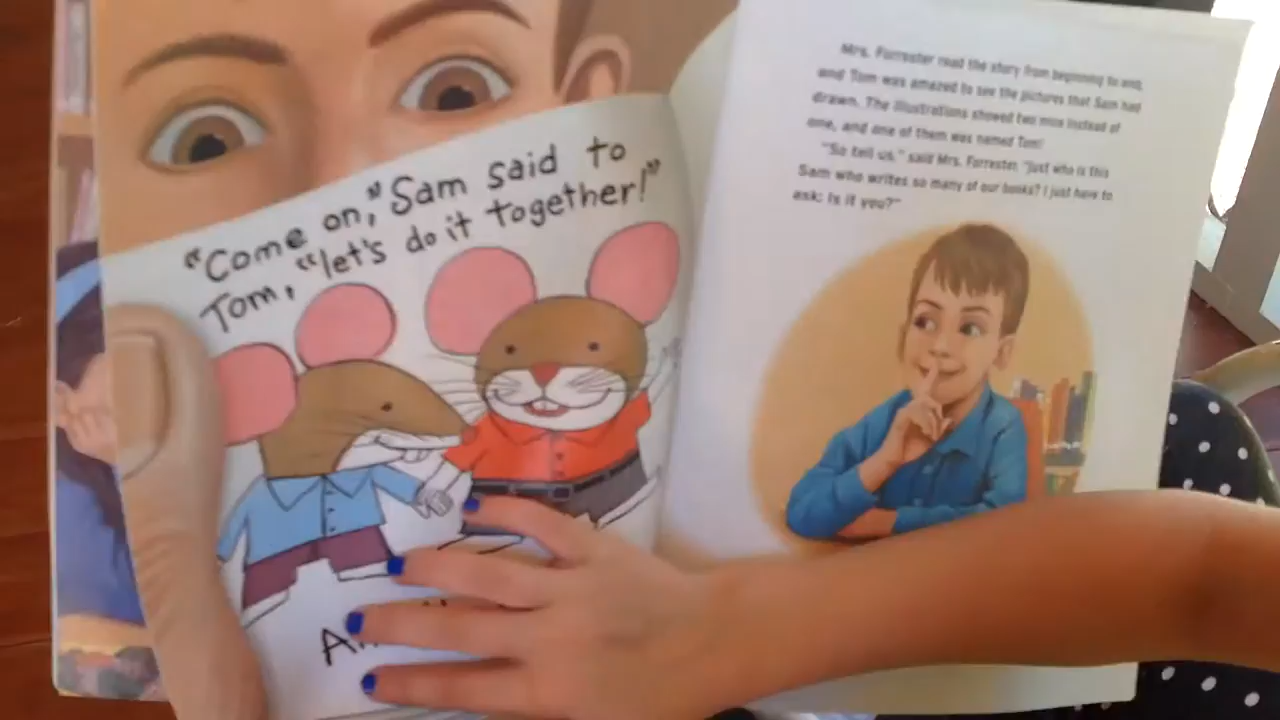 "Come on," Sam said to
Tom, "let's do it together!"
Mrs. Forrester read the story from beginning to end,
and Tom was amazed to see the pictures that Sam had
drawn. The illustrations showed two mice instead of
one, and one of them was named Tom!
"So tell us," said Mrs. Forrester, "just who is this
Sam who writes so many of our books? I just have to
ask: Is it you?"